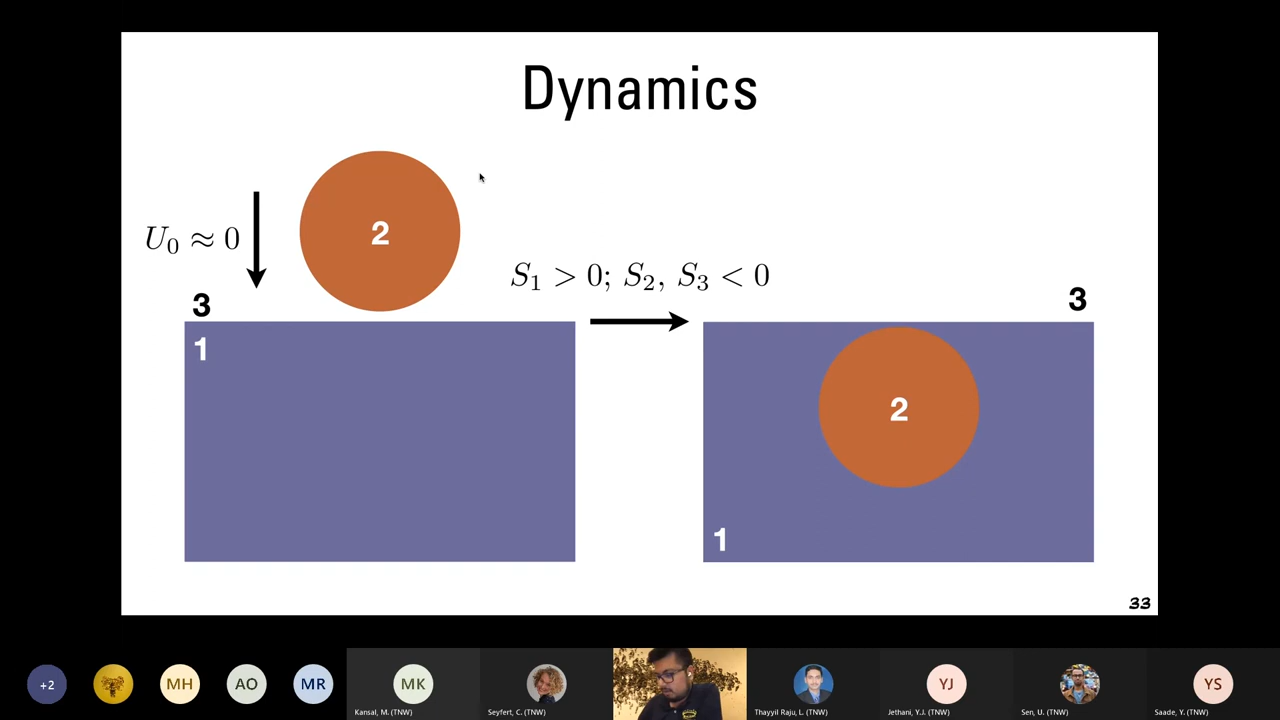 Dynamics
2
U₀ ≈ 0
S₁ > 0; S₂, S₃ < 0
3
3
1
2
1
33
+2
MH
AO
MR
MK
YJ
YS
Kansal, M. (TNW)
Seyfert, C. (TNW)
Thayyil Raju, L. (TNW)
Jethani, Y.J. (TNW)
Sen, U. (TNW)
Saade, Y. (TNW)